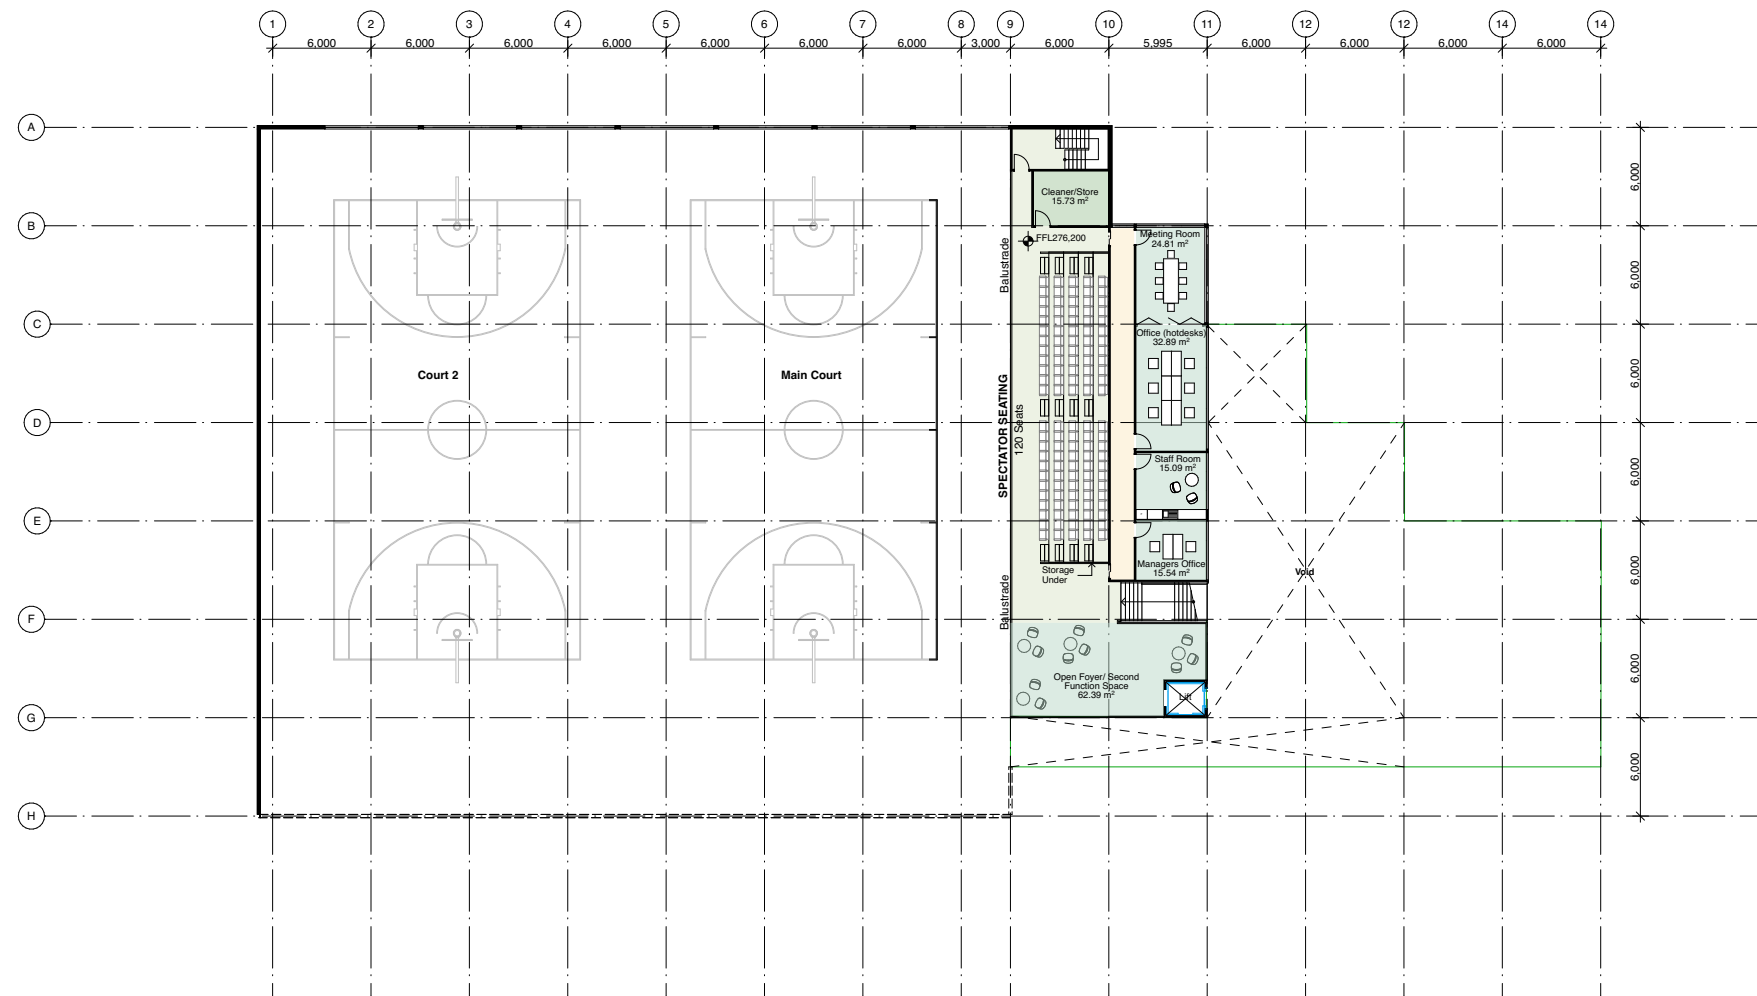 1 2 3 4 5 6 7 8 9 10 11 12 12 14 14
6,000 6,000 6,000 6,000 6,000 6,000 6,000 3,000 6,000 5,995 6,000 6,000 6,000 6,000
A
6,000
Cleaner/Store
15.73 m²
B
Meeting Room
24.81 m²
FFL276,200
Balustrade
6,000
C
Office (hotdesks)
32.89 m²
Court 2
Main Court
6,000
D
SPECTATOR SEATING
120 Seats
Staff Room
15.09 m²
6,000
E
Managers Office
15.54 m²
Storage
Under
Void
6,000
Balustrade
F
Open Foyer/ Second
Function Space
62.39 m²
Lift
6,000
G
6,000
H